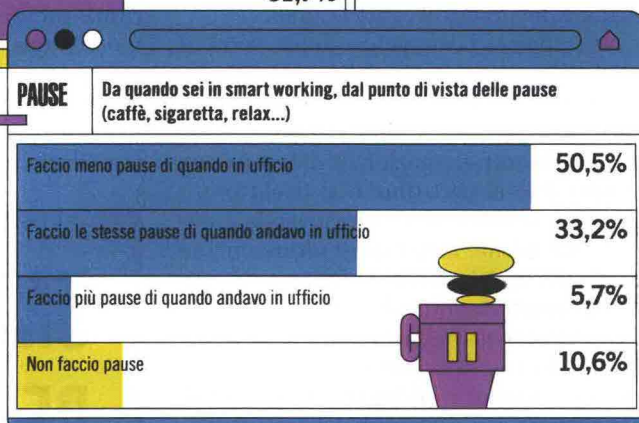 PAUSE
Da quando sei in smart working, dal punto di vista delle pause
(caffè, sigaretta, relax...)
Faccio meno pause di quando in ufficio 50,5%
Faccio le stesse pause di quando andavo in ufficio 33,2%
Faccio più pause di quando andavo in ufficio 5,7%
Non faccio pause 10,6%